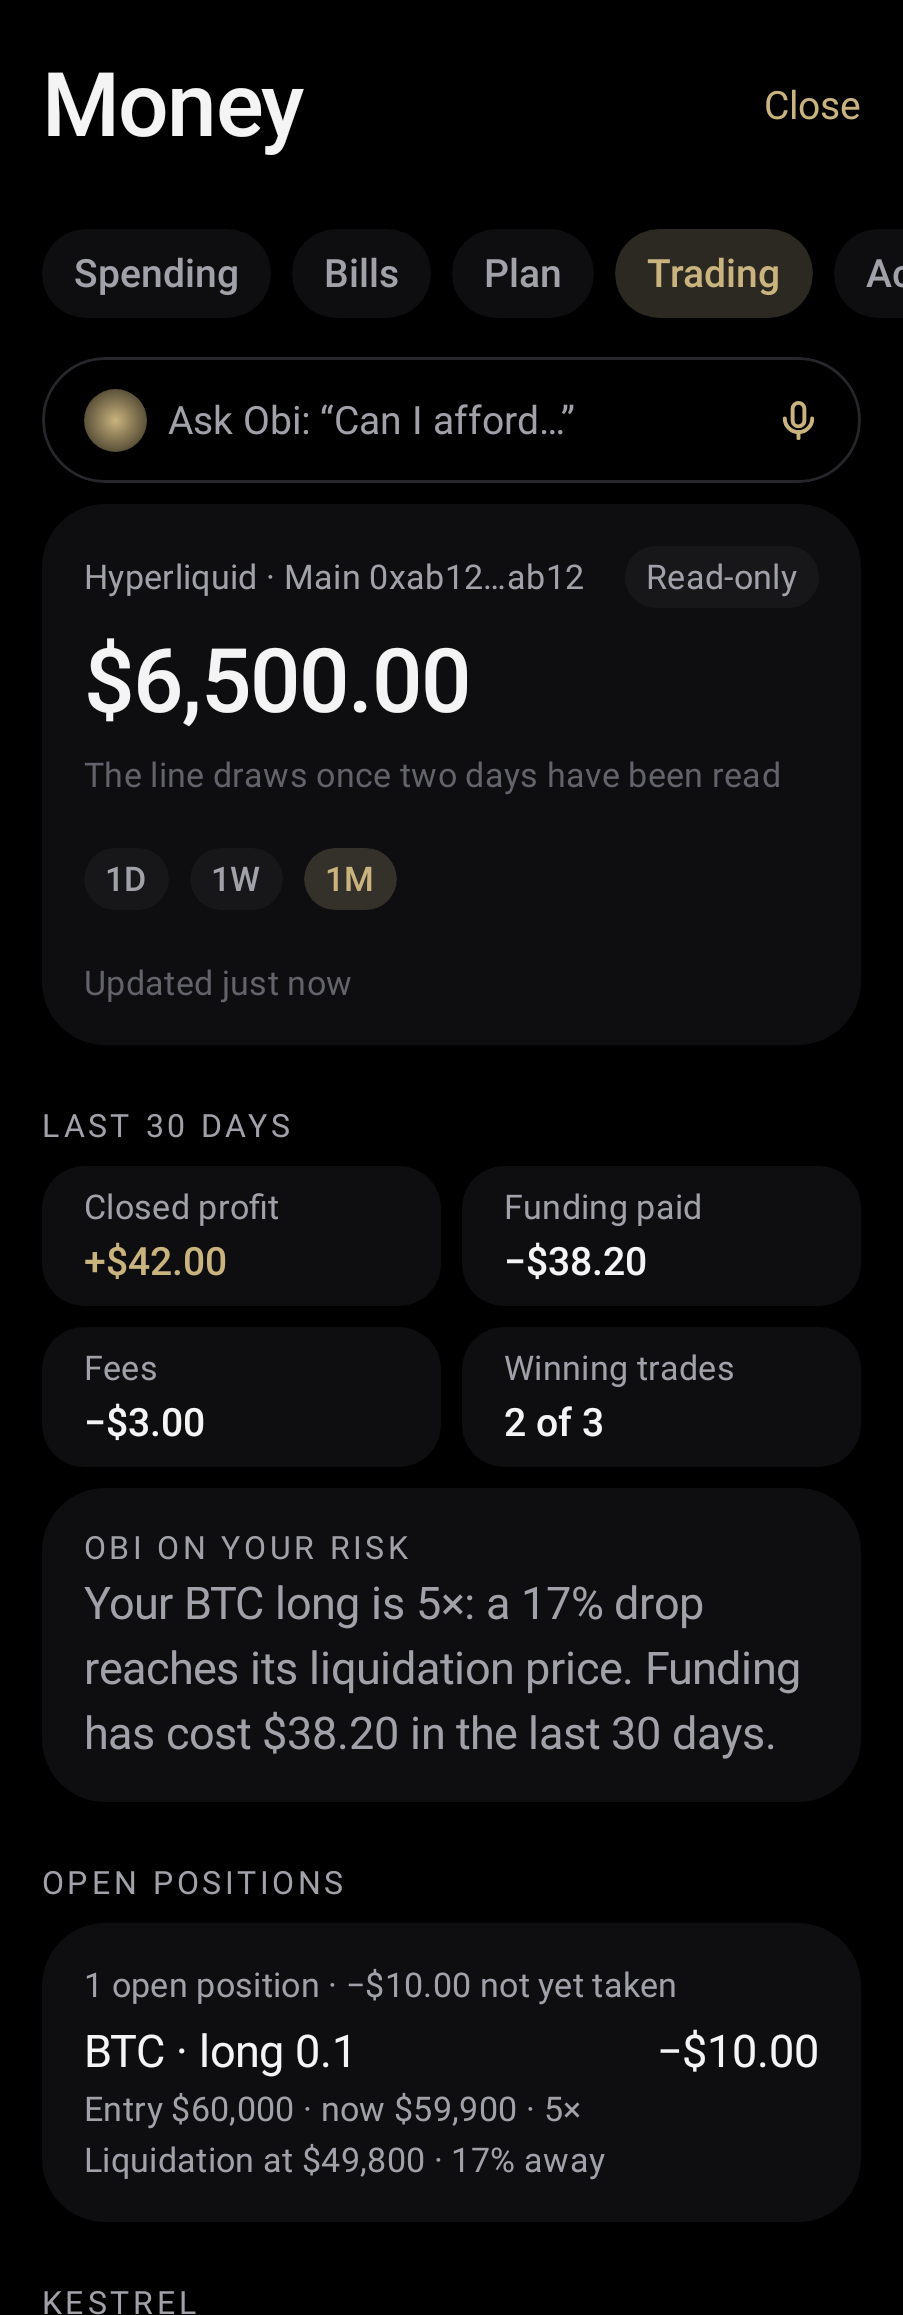 Money
Close
Spending
Bills
Plan
Trading
Ac
Ask Obi: “Can I afford…”
Hyperliquid · Main 0xab12…ab12
Read-only
$6,500.00
The line draws once two days have been read
1D
1W
1M
Updated just now
LAST 30 DAYS
Closed profit
Funding paid
+$42.00
−$38.20
Fees
Winning trades
−$3.00
2 of 3
OBI ON YOUR RISK
Your BTC long is 5×: a 17% drop
reaches its liquidation price. Funding
has cost $38.20 in the last 30 days.
OPEN POSITIONS
1 open position · −$10.00 not yet taken
BTC · long 0.1
−$10.00
Entry $60,000 · now $59,900 · 5×
Liquidation at $49,800 · 17% away
KESTREL